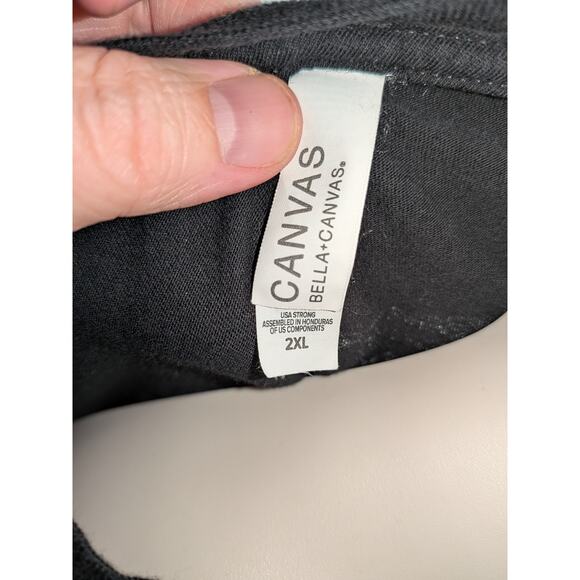 CANVAS
BELLA+CANVAS®
USA STRONG
ASSEMBLED IN HONDURAS
OF US COMPONENTS
2XL